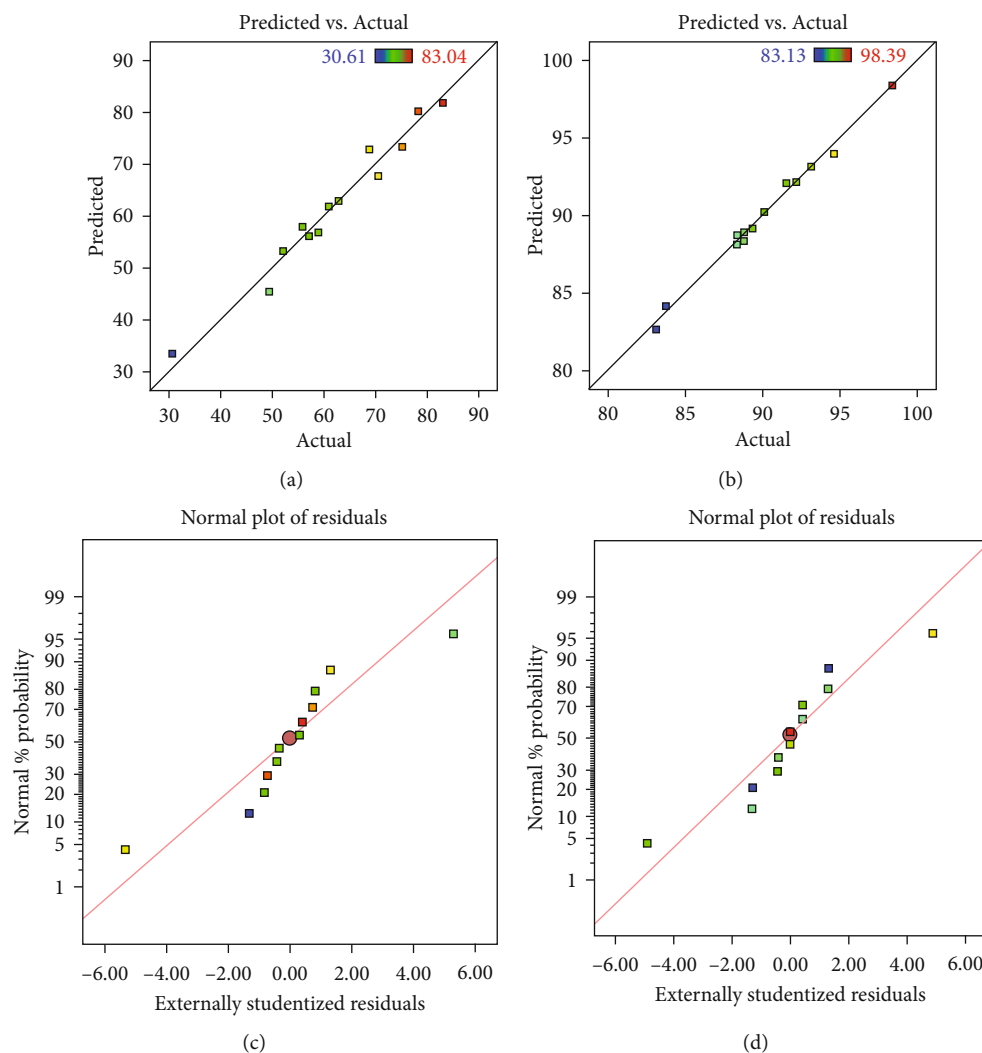 Predicted vs. Actual
30.61 83.04
90
80
70
60
50
40
30
Predicted
30 40 50 60 70 80 90
Actual
(a)
Predicted vs. Actual
83.13 98.39
100
95
90
85
80
Predicted
80 85 90 95 100
Actual
(b)
Normal plot of residuals
99
95
90
80
70
50
30
20
10
5
1
Normal % probability
−6.00 −4.00 −2.00 0.00 2.00 4.00 6.00
Externally studentized residuals
(c)
Normal plot of residuals
99
95
90
80
70
50
30
20
10
5
1
Normal % probability
−6.00 −4.00 −2.00 0.00 2.00 4.00 6.00
Externally studentized residuals
(d)